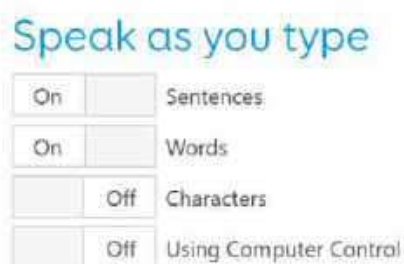 Speak as you type
On Sentences
On Words
Off Characters
Off Using Computer Control